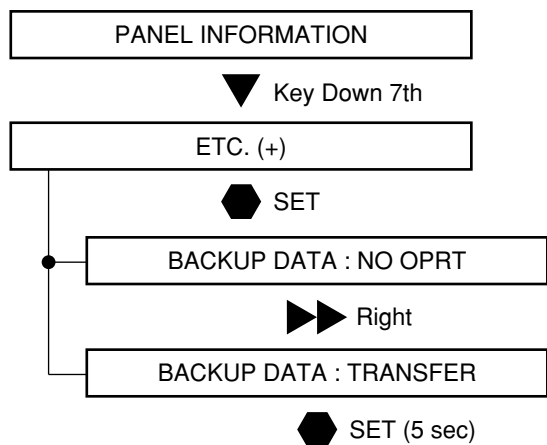 PANEL INFORMATION
Key Down 7th
ETC. (+)
SET
BACKUP DATA : NO OPRT
Right
BACKUP DATA : TRANSFER
SET (5 sec)